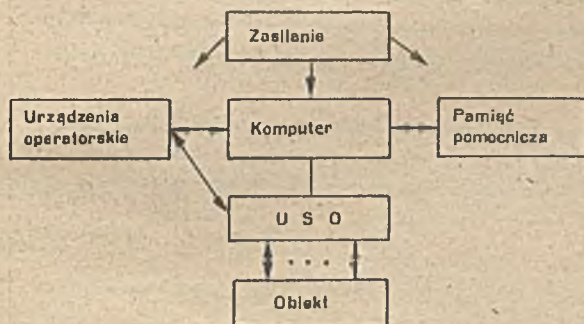 Zasilanie
Urządzenia
operatorskie
Komputer
Pamięć
pomocnicza
U S O
Obiekt